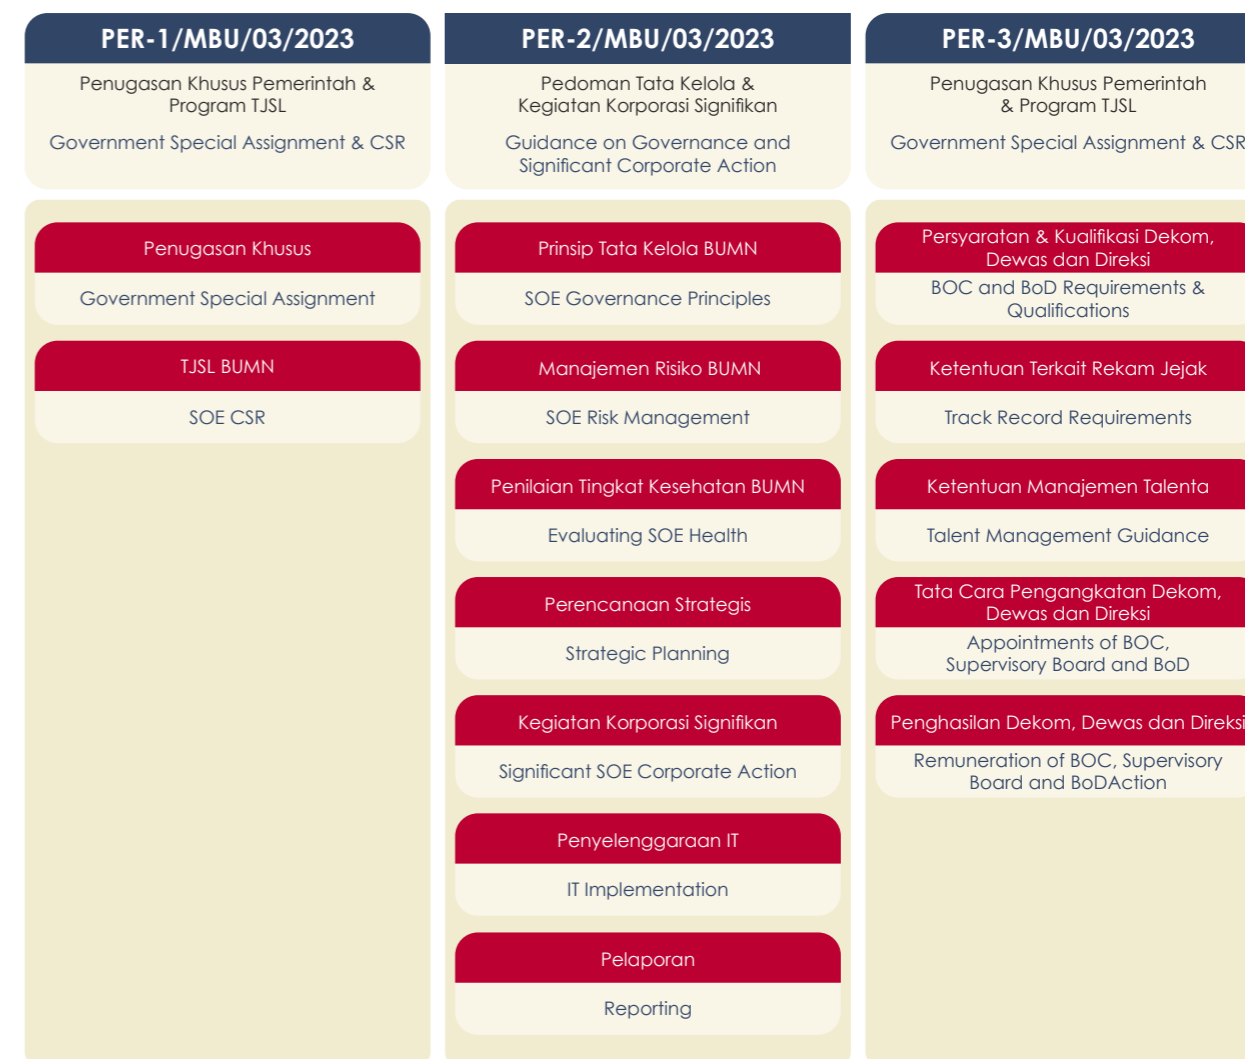 PER-1/MBU/03/2023
Penugasan Khusus Pemerintah &
Program TJSL
Government Special Assignment & CSR
Penugasan Khusus
Government Special Assignment
TJSL BUMN
SOE CSR
PER-2/MBU/03/2023
Pedoman Tata Kelola &
Kegiatan Korporasi Signifikan
Guidance on Governance and
Significant Corporate Action
Prinsip Tata Kelola BUMN
SOE Governance Principles
Manajemen Risiko BUMN
SOE Risk Management
Penilaian Tingkat Kesehatan BUMN
Evaluating SOE Health
Perencanaan Strategis
Strategic Planning
Kegiatan Korporasi Signifikan
Significant SOE Corporate Action
Penyelenggaraan IT
IT Implementation
Pelaporan
Reporting
PER-3/MBU/03/2023
Penugasan Khusus Pemerintah
& Program TJSL
Government Special Assignment & CSR
Persyaratan & Kualifikasi Dekom,
Dewas dan Direksi
BOC and BoD Requirements &
Qualifications
Ketentuan Terkait Rekam Jejak
Track Record Requirements
Ketentuan Manajemen Talenta
Talent Management Guidance
Tata Cara Pengangkatan Dekom,
Dewas dan Direksi
Appointments of BOC,
Supervisory Board and BoD
Penghasilan Dekom, Dewas dan Direksi
Remuneration of BOC, Supervisory
Board and BoDAction